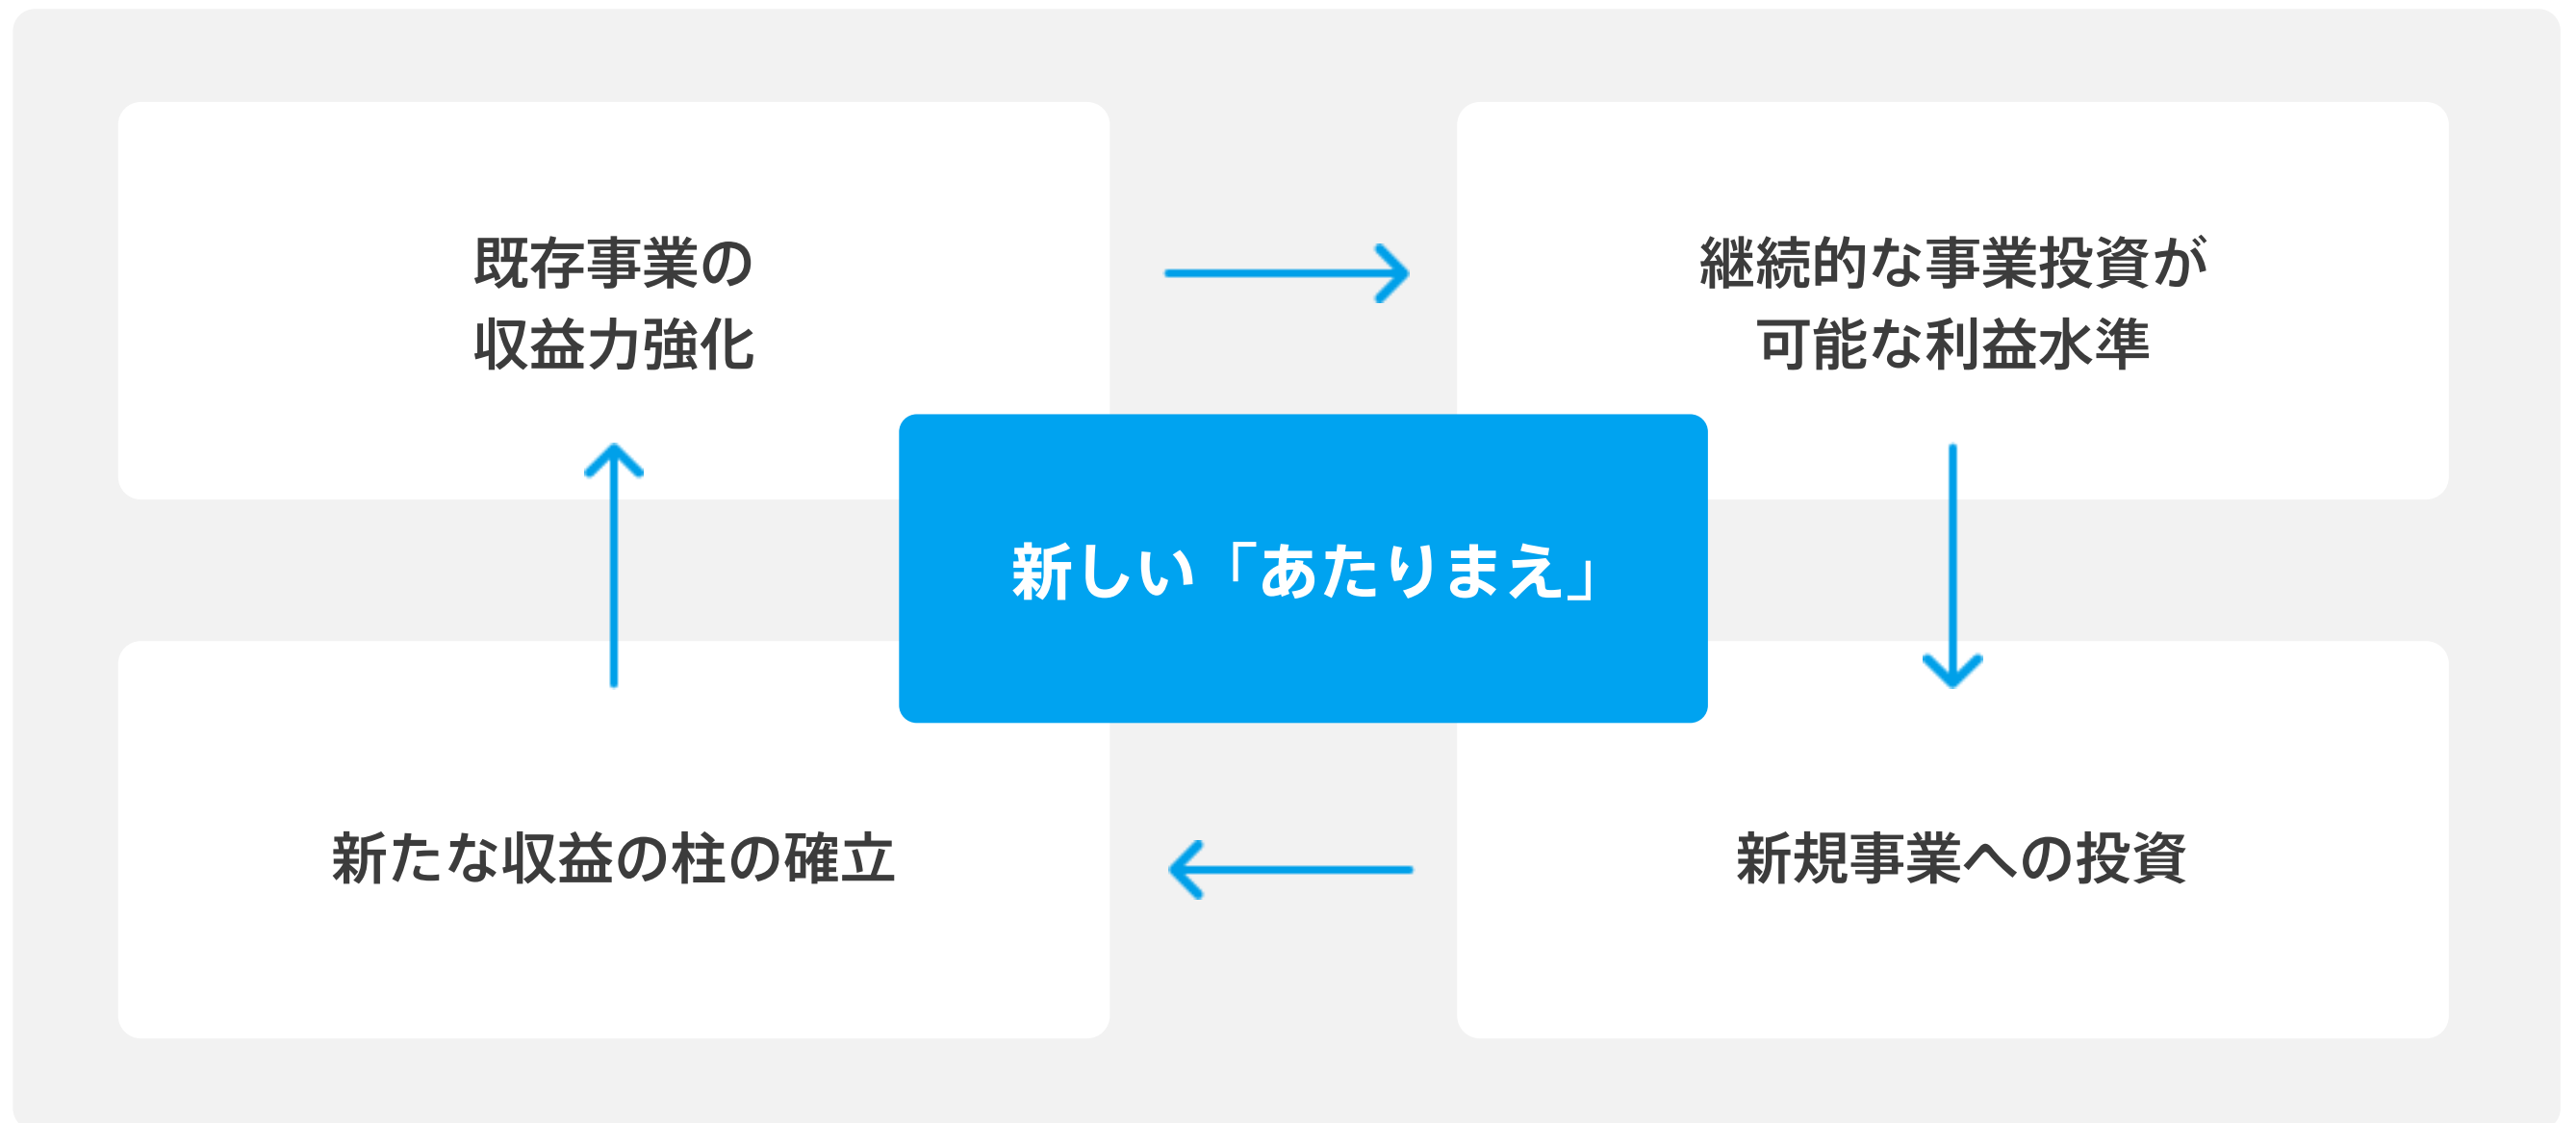 既存事業の
収益力強化
継続的な事業投資が
可能な利益水準
新しい「あたりまえ」
新たな収益の柱の確立
新規事業への投資